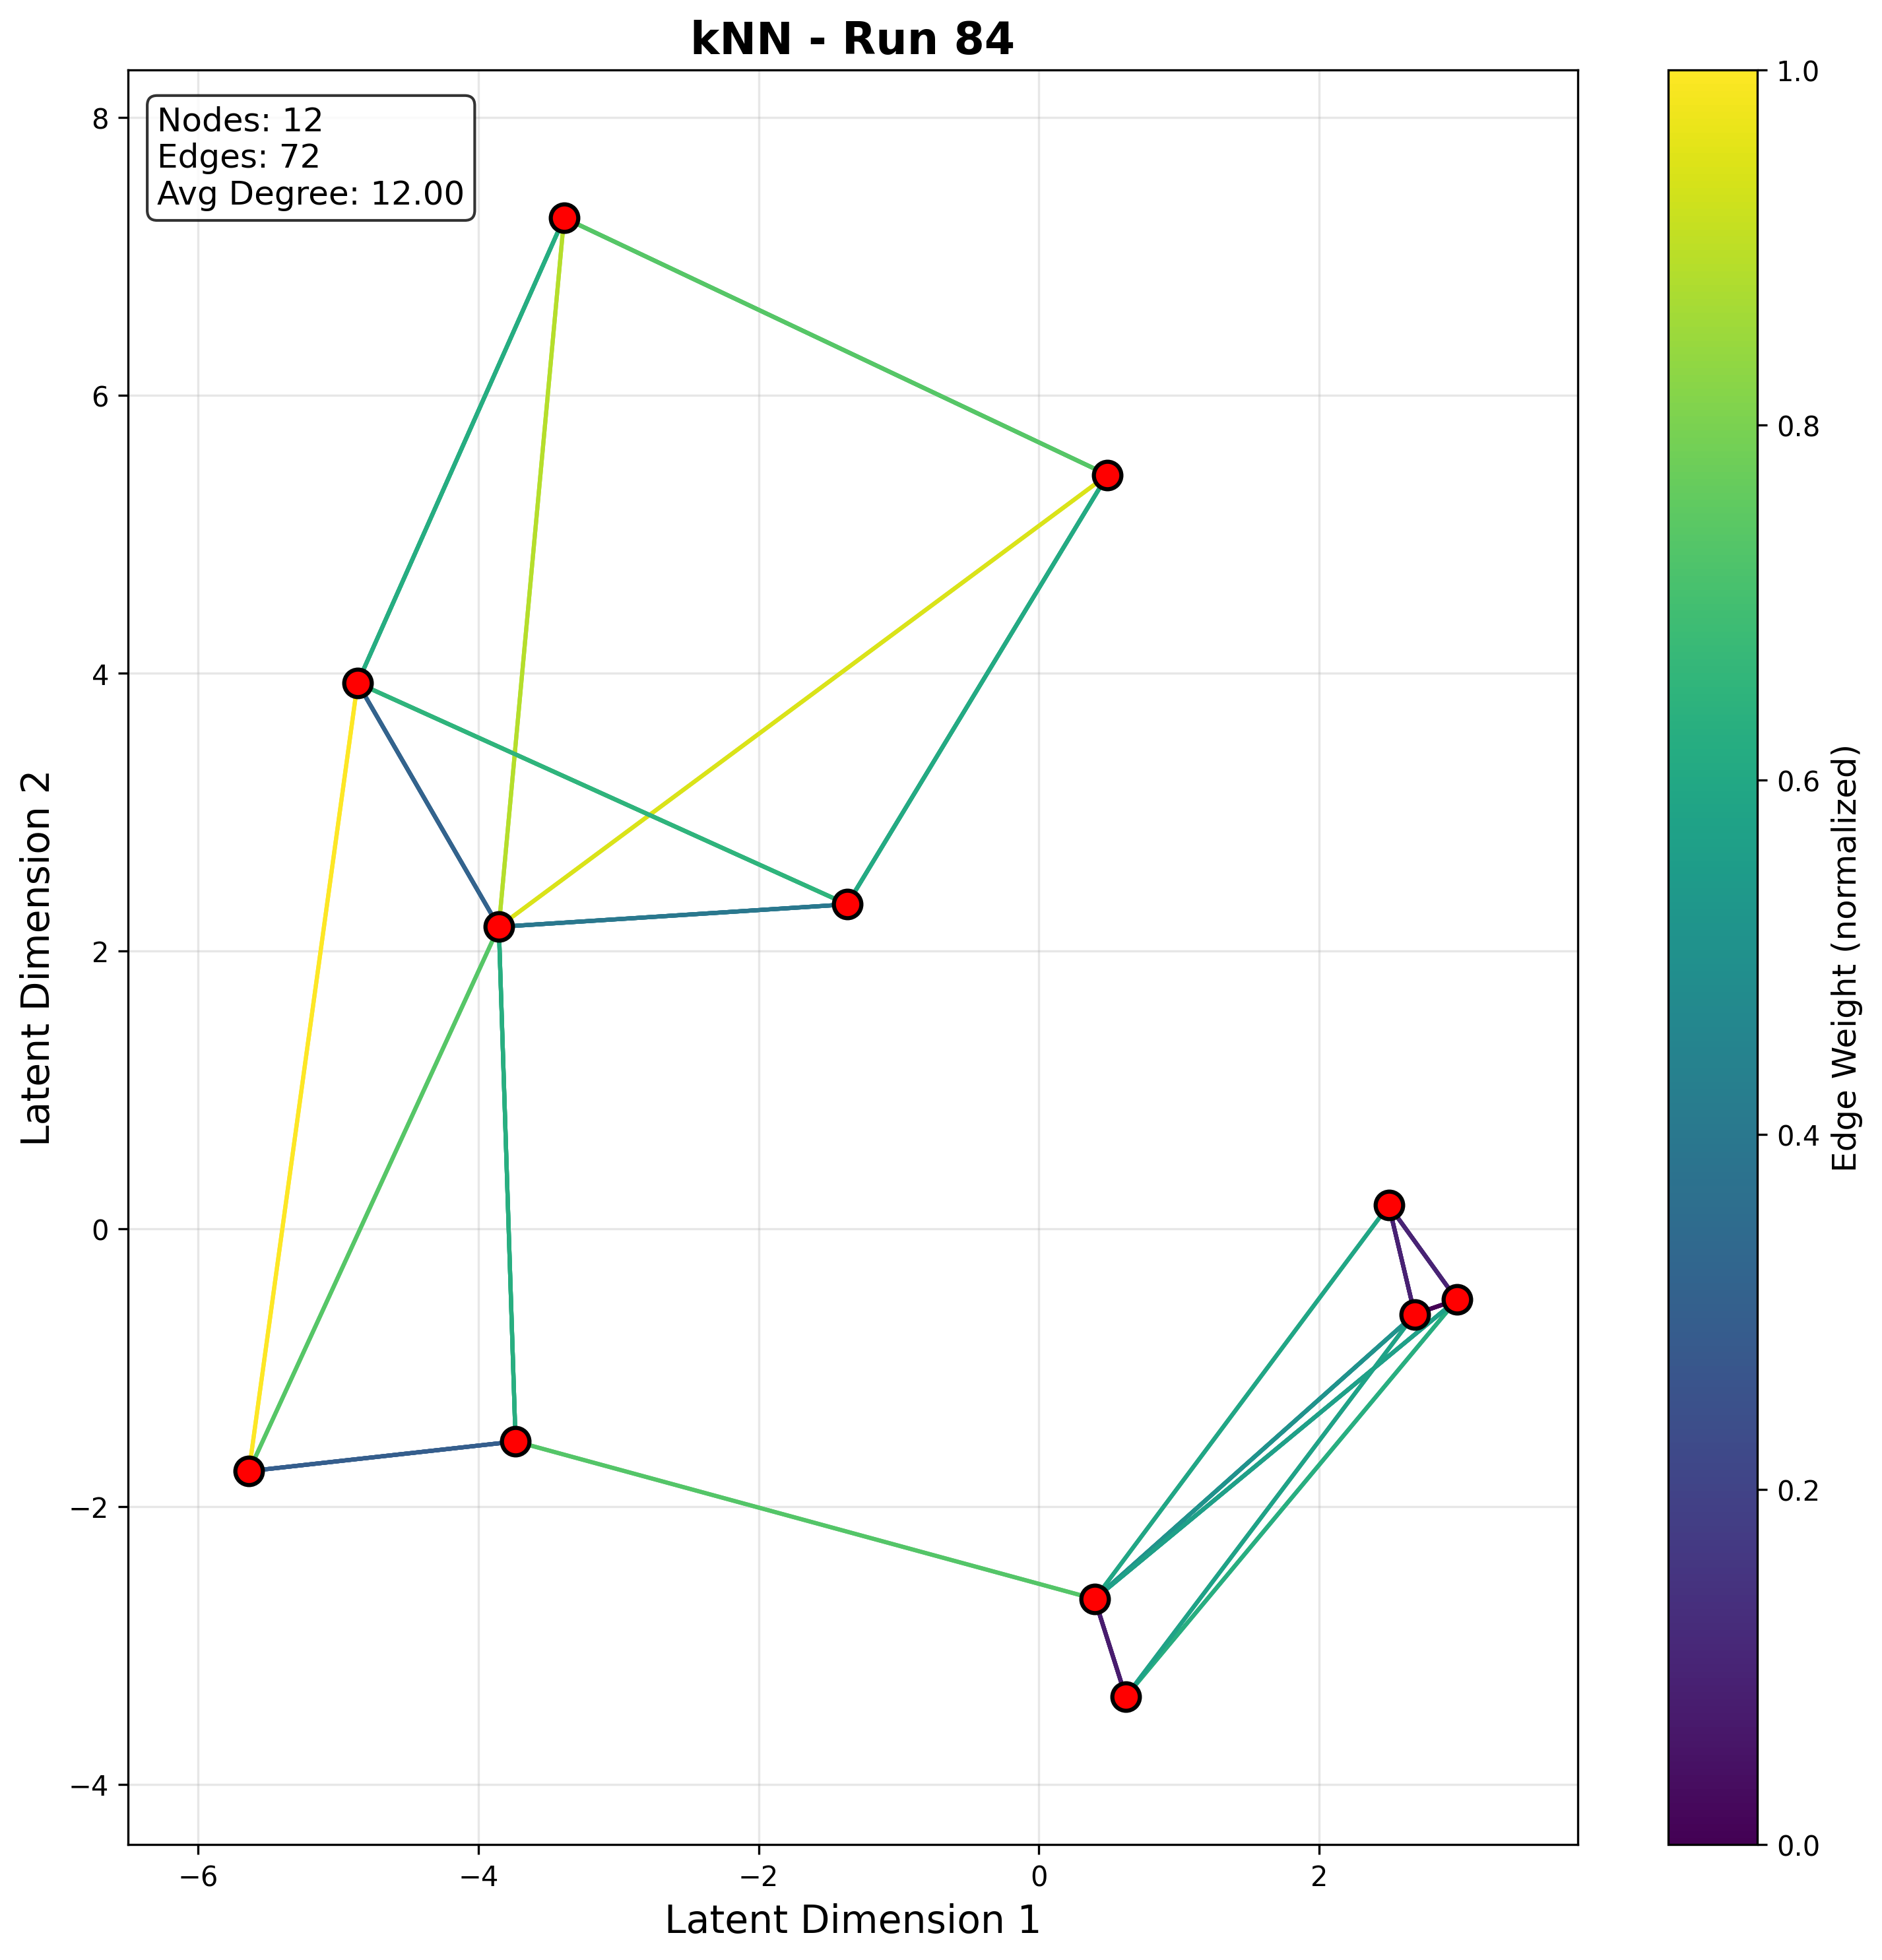 kNN - Run 84
Nodes: 12
Edges: 72
Avg Degree: 12.00
8
6
4
2
0
−2
−4
Latent Dimension 2
−6
−4
−2
0
2
Latent Dimension 1
1.0
0.8
0.6
0.4
0.2
0.0
Edge Weight (normalized)